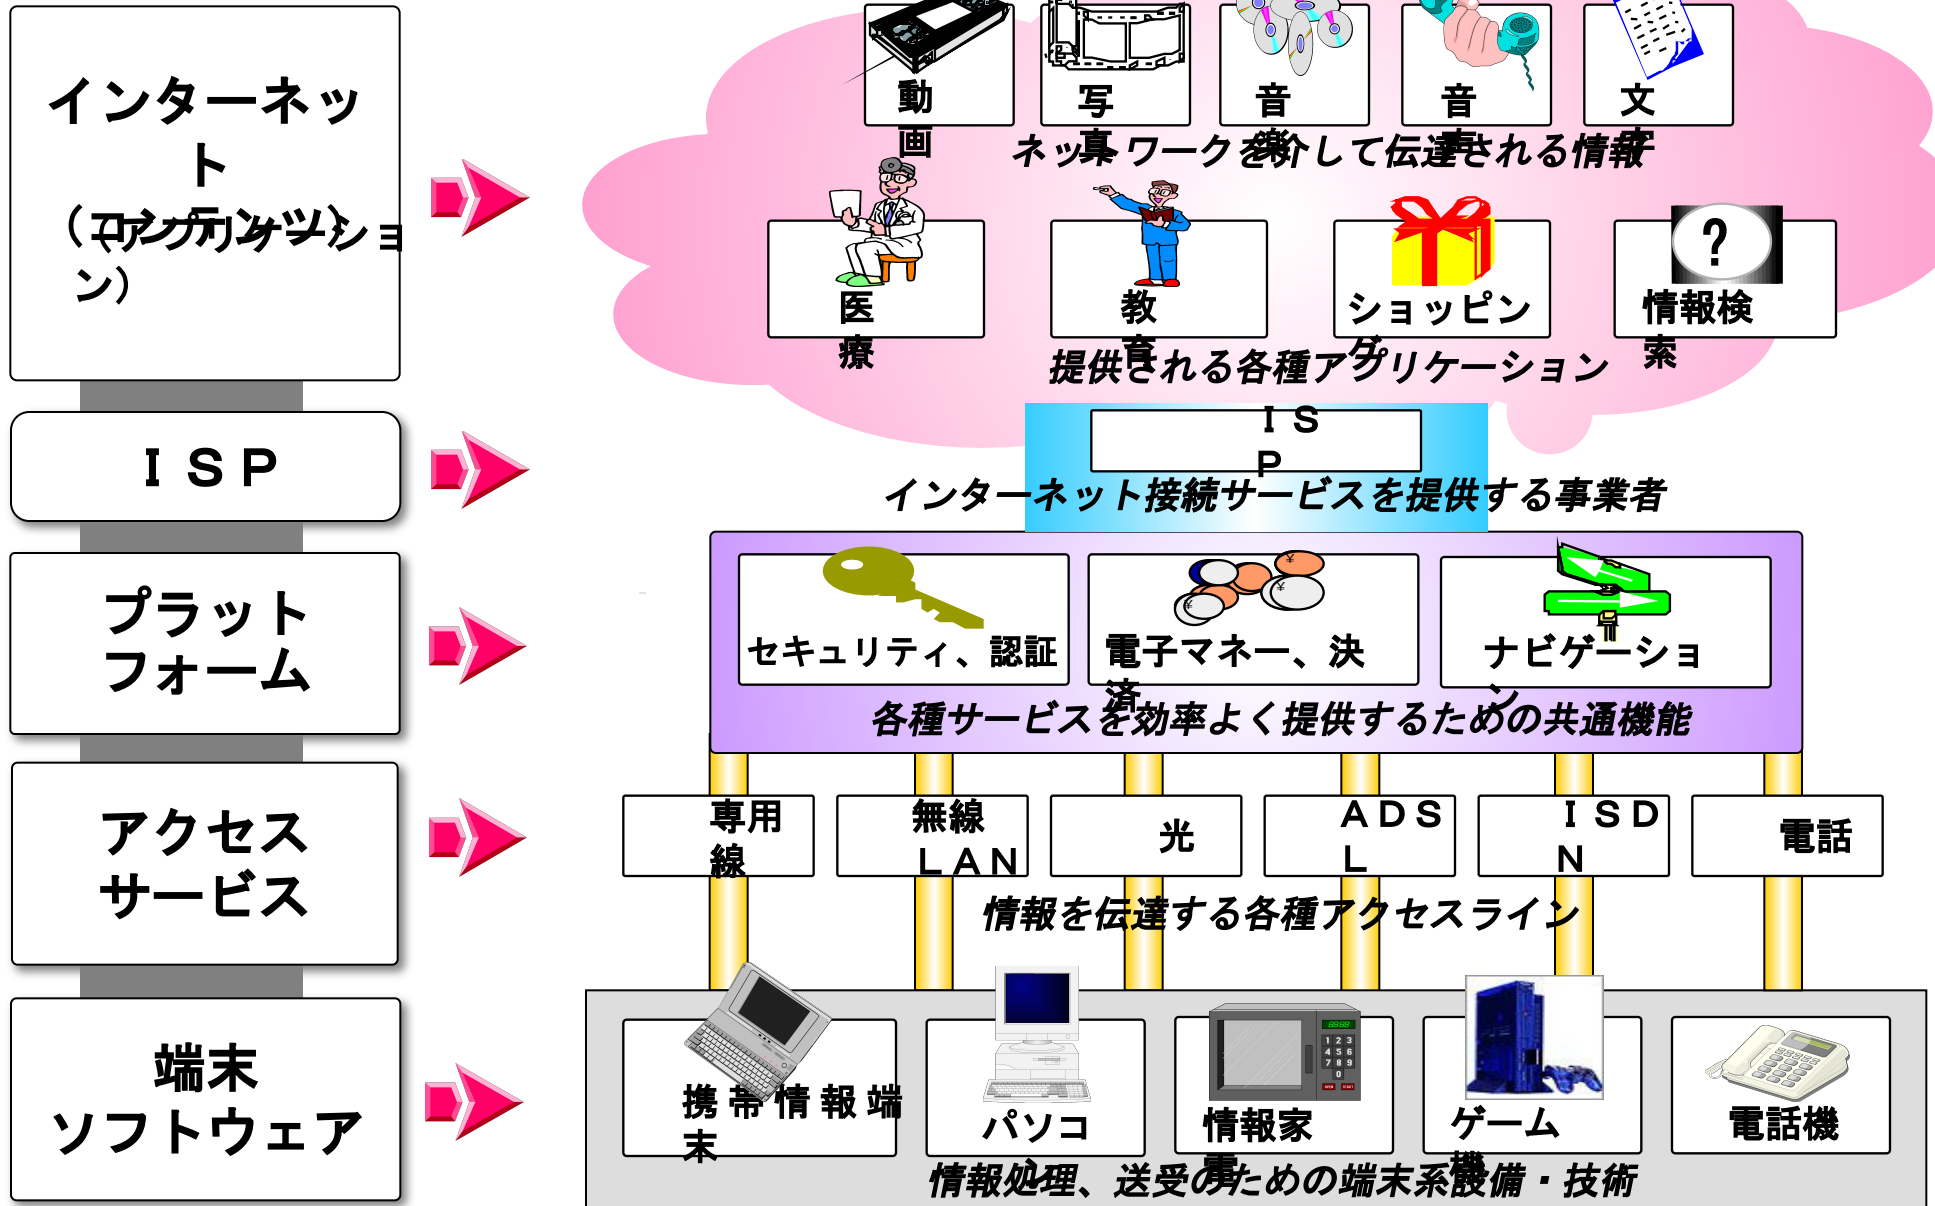 インターネッ
ト
（コンテンツ）
（アプリケーショ
ン）
動
画
写
真
音
楽
音
声
文
字
ネットワークを介して伝達される情報
医
療
教
育
ショッピン
グ
情報検
索
?
提供される各種アプリケーション
ＩＳＰ
ＩＳ
Ｐ
インターネット接続サービスを提供する事業者
プラット
フォーム
セキュリティ、認証
電子マネー、決
済
ナビゲーショ
ン
各種サービスを効率よく提供するための共通機能
アクセス
サービス
専用
線
無線
ＬＡＮ
光
ＡＤＳ
Ｌ
ＩＳＤ
Ｎ
電話
情報を伝達する各種アクセスライン
端末
ソフトウェア
携帯情報端
末
パソコ
ン
情報家
電
ゲーム
機
電話機
情報処理、送受のための端末系設備・技術